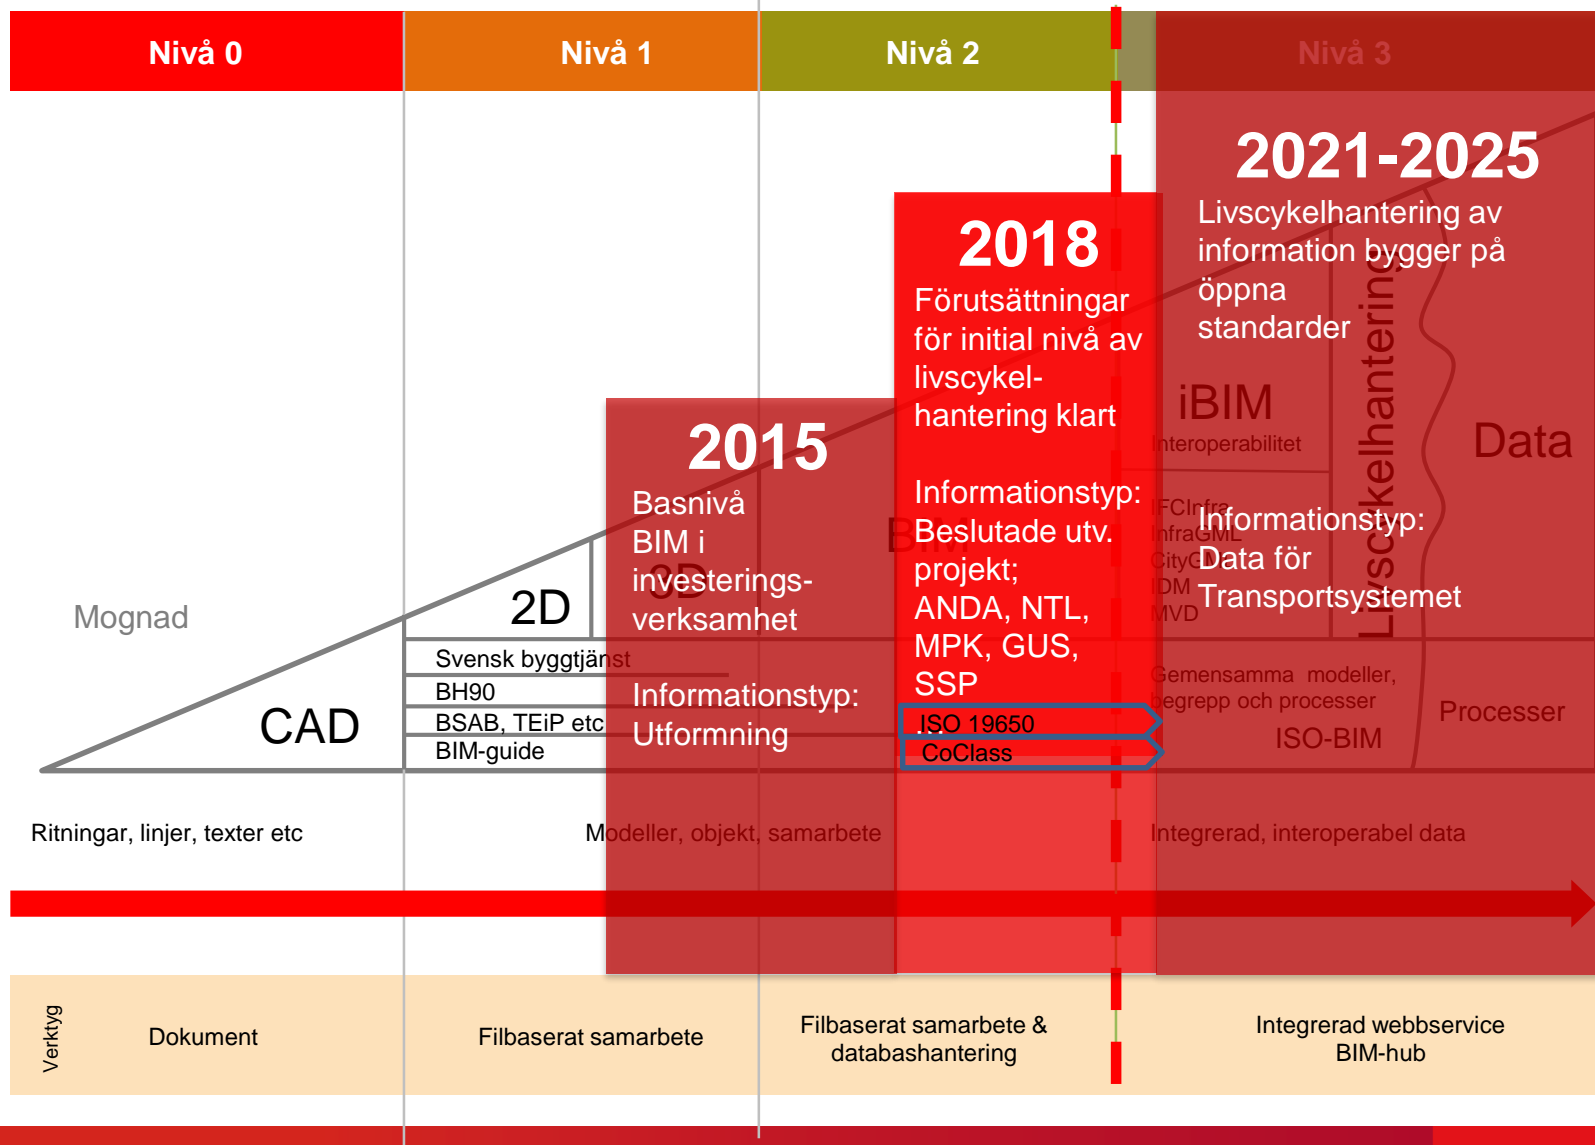 Nivå 0
Nivå 1
Nivå 2
Nivå 3
2021-2025
Livscykelhantering av
information bygger på
öppna
standarder
Informationstyp:
Data för
Transportsystemet
2018
Förutsättningar
för initial nivå av
livscykel-
hantering klart
Informationstyp:
Beslutade utv.
projekt;
ANDA, NTL,
MPK, GUS,
SSP
...
ISO 19650
CoClass
2015
Basnivå
BIM i
investerings-
verksamhet
Informationstyp:
Utformning
Mognad
CAD
2D
3D
BIM
iBIM
Interoperabilitet
Livscykelhantering
Data
IFCInfra
InfraGML
CityGML
IDM
MVD
Svensk byggtjänst
BH90
BSAB, TEiP etc
BIM-guide
Gemensamma modeller,
begrepp och processer
ISO-BIM
Processer
Ritningar, linjer, texter etc
Modeller, objekt, samarbete
Integrerad, interoperabel data
Verktyg
Dokument
Filbaserat samarbete
Filbaserat samarbete &
databashantering
Integrerad webbservice
BIM-hub